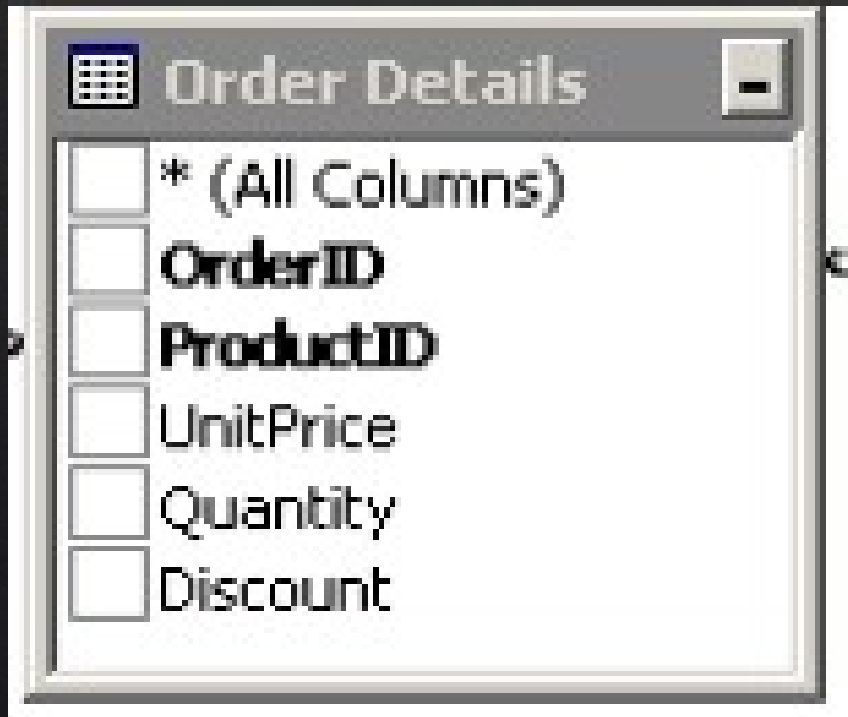 Order Details
* (All Columns)
OrderID
ProductID
UnitPrice
Quantity
Discount